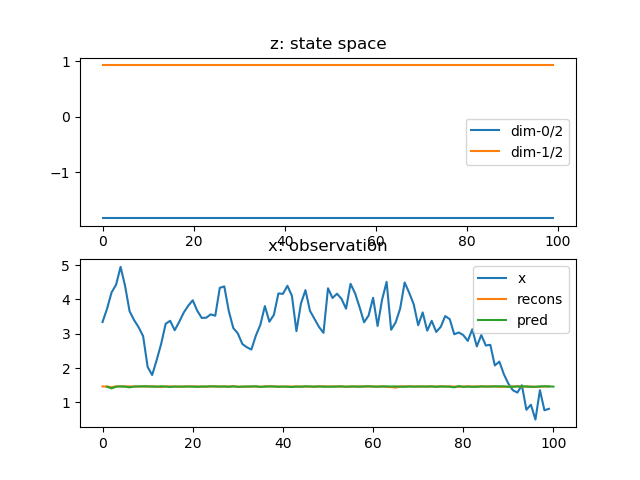 z: state space
1
0
−1
dim-0/2
dim-1/2
0 20 40 60 80 100
x: observation
5
4
3
2
1
x
recons
pred
0 20 40 60 80 100